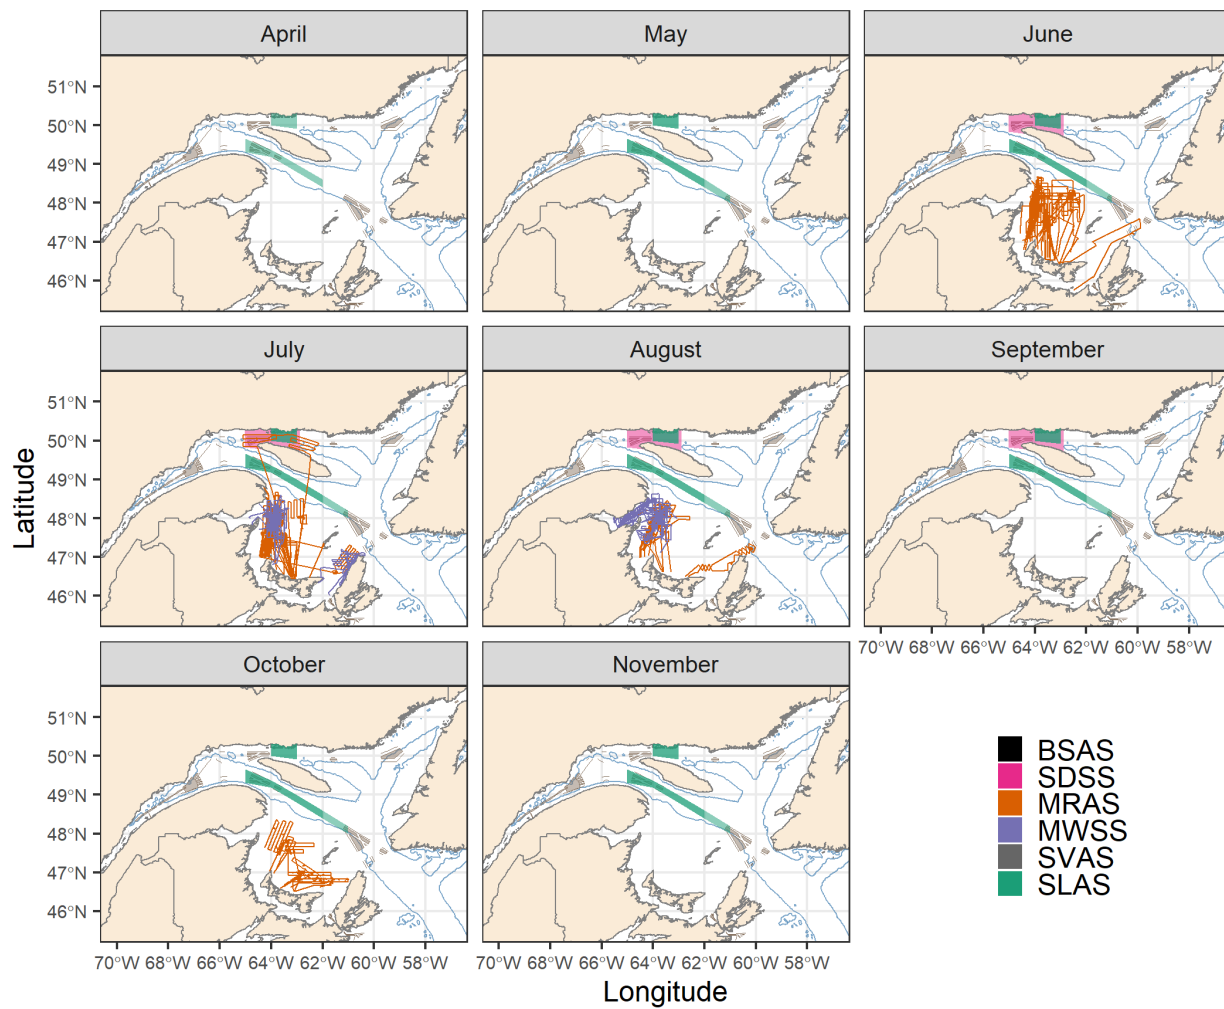 April May June
51°N
50°N
49°N
48°N
47°N
46°N
July August September
51°N
50°N
49°N
48°N
47°N
46°N
70°W 68°W 66°W 64°W 62°W 60°W 58°W
October November
51°N
50°N
49°N
48°N
47°N
46°N
70°W 68°W 66°W 64°W 62°W 60°W 58°W 70°W 68°W 66°W 64°W 62°W 60°W 58°W
Latitude
Longitude
BSAS
SDSS
MRAS
MWSS
SVAS
SLAS